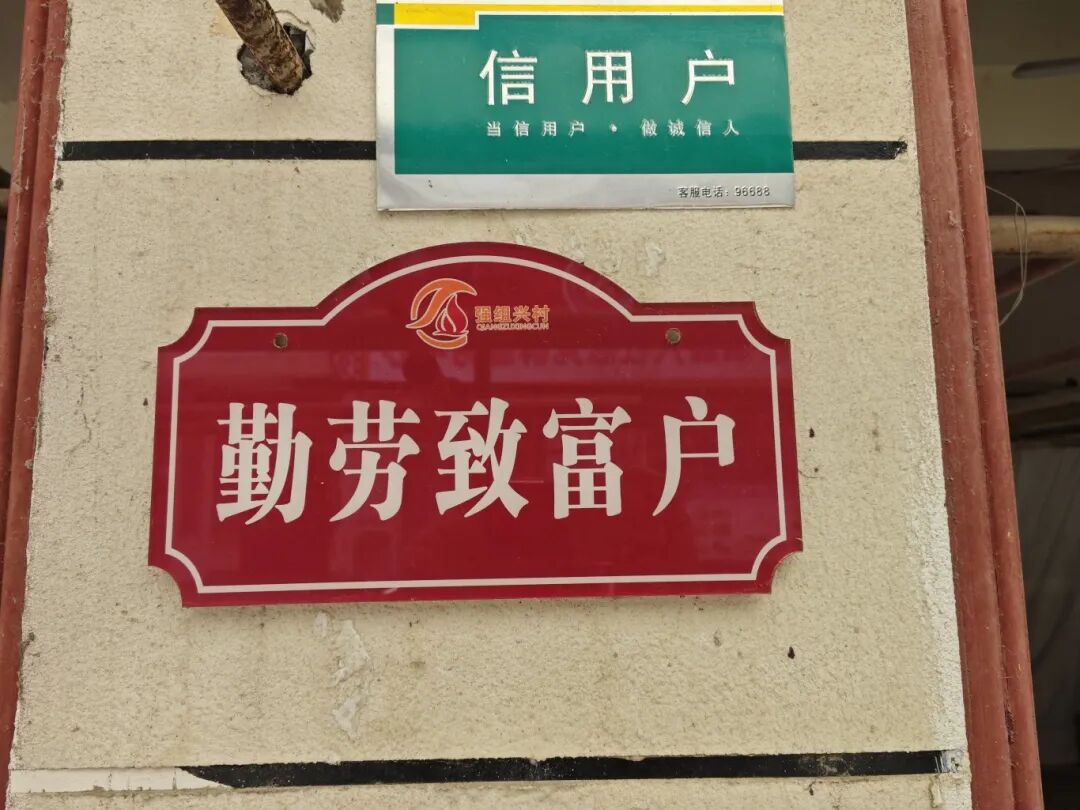 信用户
当信用户·做诚信人
客服电话：96688
强组兴村
QIANGZUXINGCUN
勤劳致富户